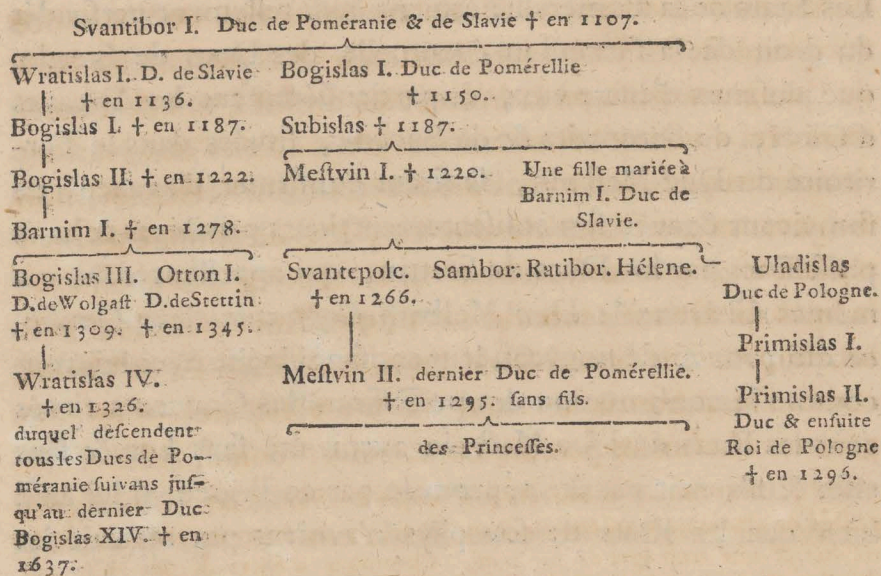 Svantibor I. Duc de Poméranie & de Slavie † en 1107.
Wratislas I. D. de Slavie
† en 1136.
Bogislas I. † en 1187.
Bogislas II. † en 1222.
Barnim I. † en 1278.
Bogislas I. Duc de Pomérellie
† 1150.
Subislas † 1187.
Meſtvin I. † 1220.
Une fille mariée à
Barnim I. Duc de
Slavie.
Bogislas III. Otton I.
D. de Wolgaſt D. de Stettin
† en 1309. † en 1345.
Wratislas IV.
† en 1326.
duquel deſcendent
tous les Ducs de Po-
méranie ſuivans juſ-
qu'au dernier Duc
Bogislas XIV. † en
1637.
Svantepolc. Sambor. Ratibor. Hélene.
† en 1266.
Meſtvin II. dernier Duc de Pomérellie.
† en 1295. ſans fils.
des Princeſſes.
Uladislas
Duc de Pologne.
Primislas I.
Primislas II.
Duc & enſuite
Roi de Pologne
† en 1296.